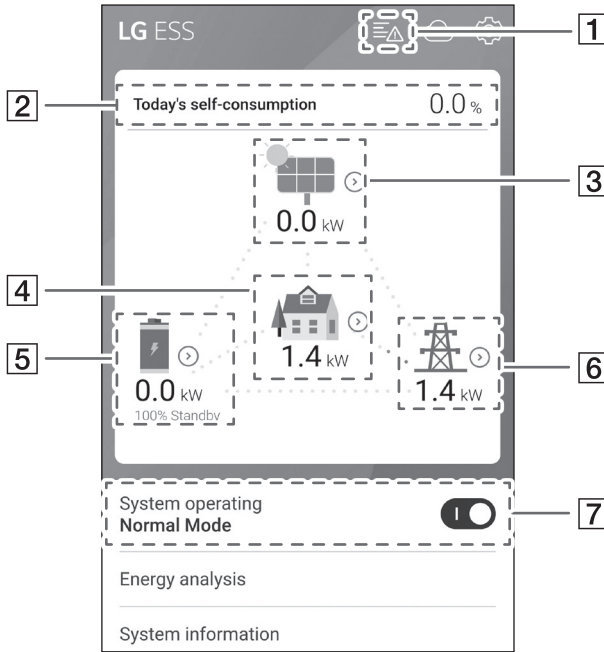 LG ESS
1
2
Today's self-consumption 0.0 %
3
0.0 kW
4
1.4 kW
5
0.0 kW
100% Standby
6
1.4 kW
System operating
Normal Mode
7
Energy analysis
System information